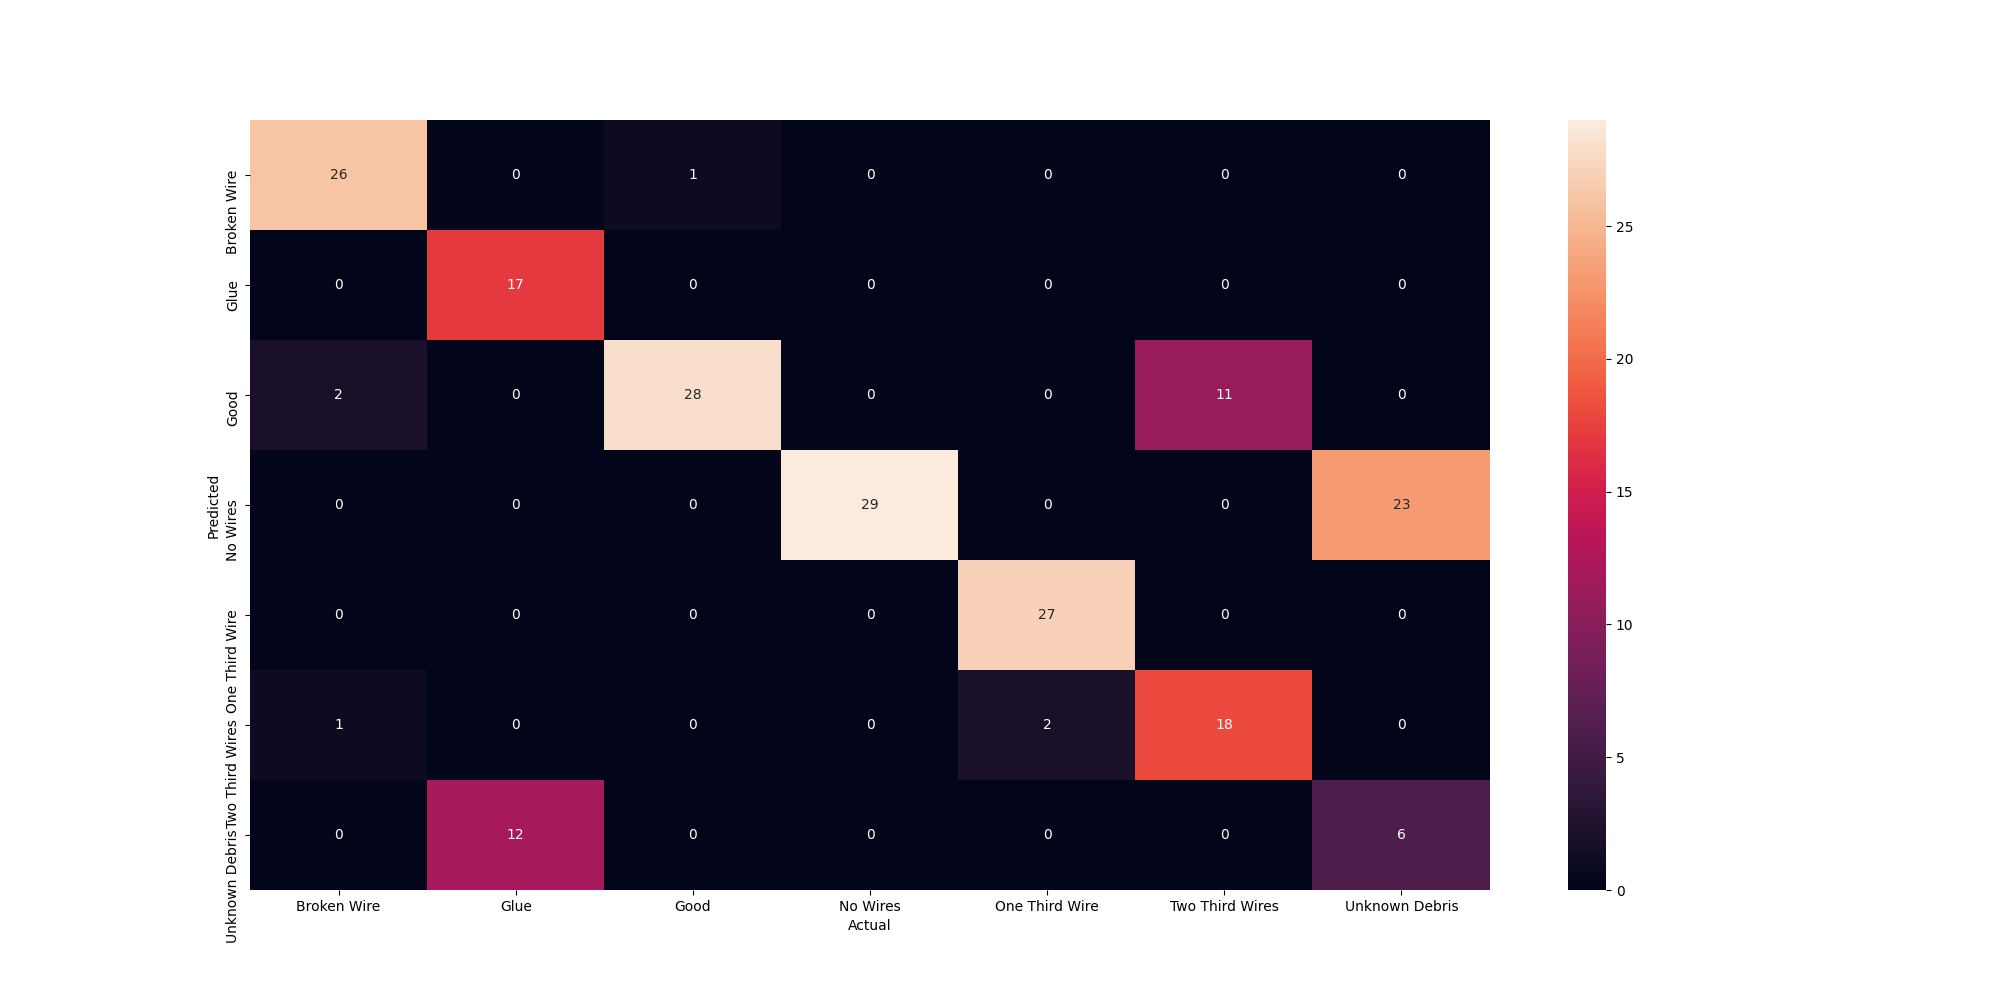 Predicted
Broken Wire 26 0 1 0 0 0 0
Glue 0 17 0 0 0 0 0
Good 2 0 28 0 0 11 0
No Wires 0 0 0 29 0 0 23
One Third Wire 0 0 0 0 27 0 0
Two Third Wires 1 0 0 0 2 18 0
Unknown Debris 0 12 0 0 0 0 6
Broken Wire Glue Good No Wires One Third Wire Two Third Wires Unknown Debris
Actual
25
20
15
10
5
0